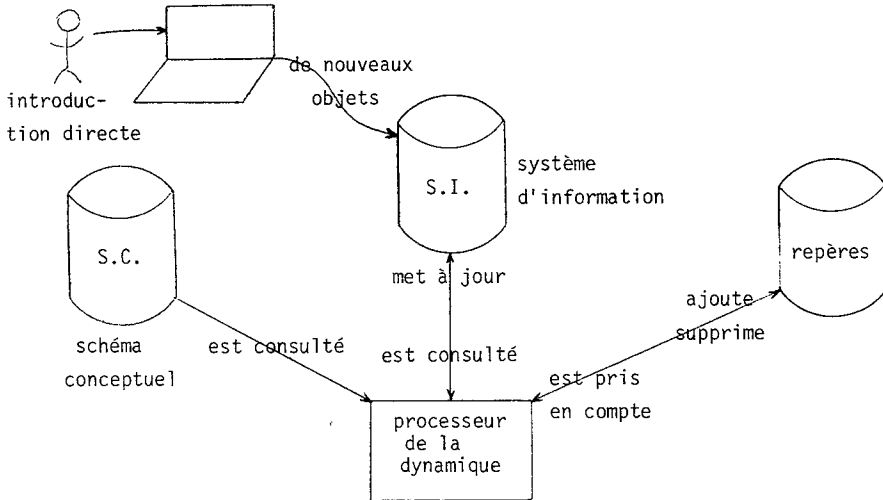 de nouveaux
objets
introduc-
tion directe
S.I.
système
d'information
S.C.
repères
met à jour
ajoute
supprime
schéma
conceptuel
est consulté
est consulté
est pris
en compte
processeur
de la
dynamique